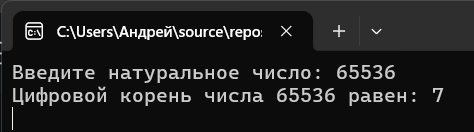 C:\Users\Андрей\source\repo
Введите натуральное число: 65536
Цифровой корень числа 65536 равен: 7